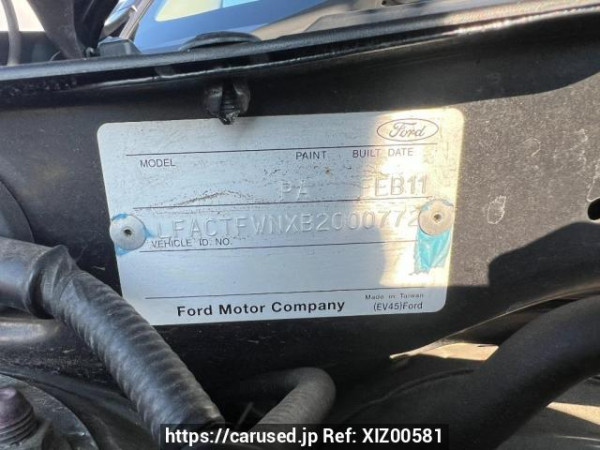 Ford
MODEL PAINT BUILT DATE
PA FEB11
LFACTFWNXB2000772
VEHICLE ID. NO.
Made in Taiwan
Ford Motor Company (EV45)Ford
https://carused.jp Ref: XIZ00581